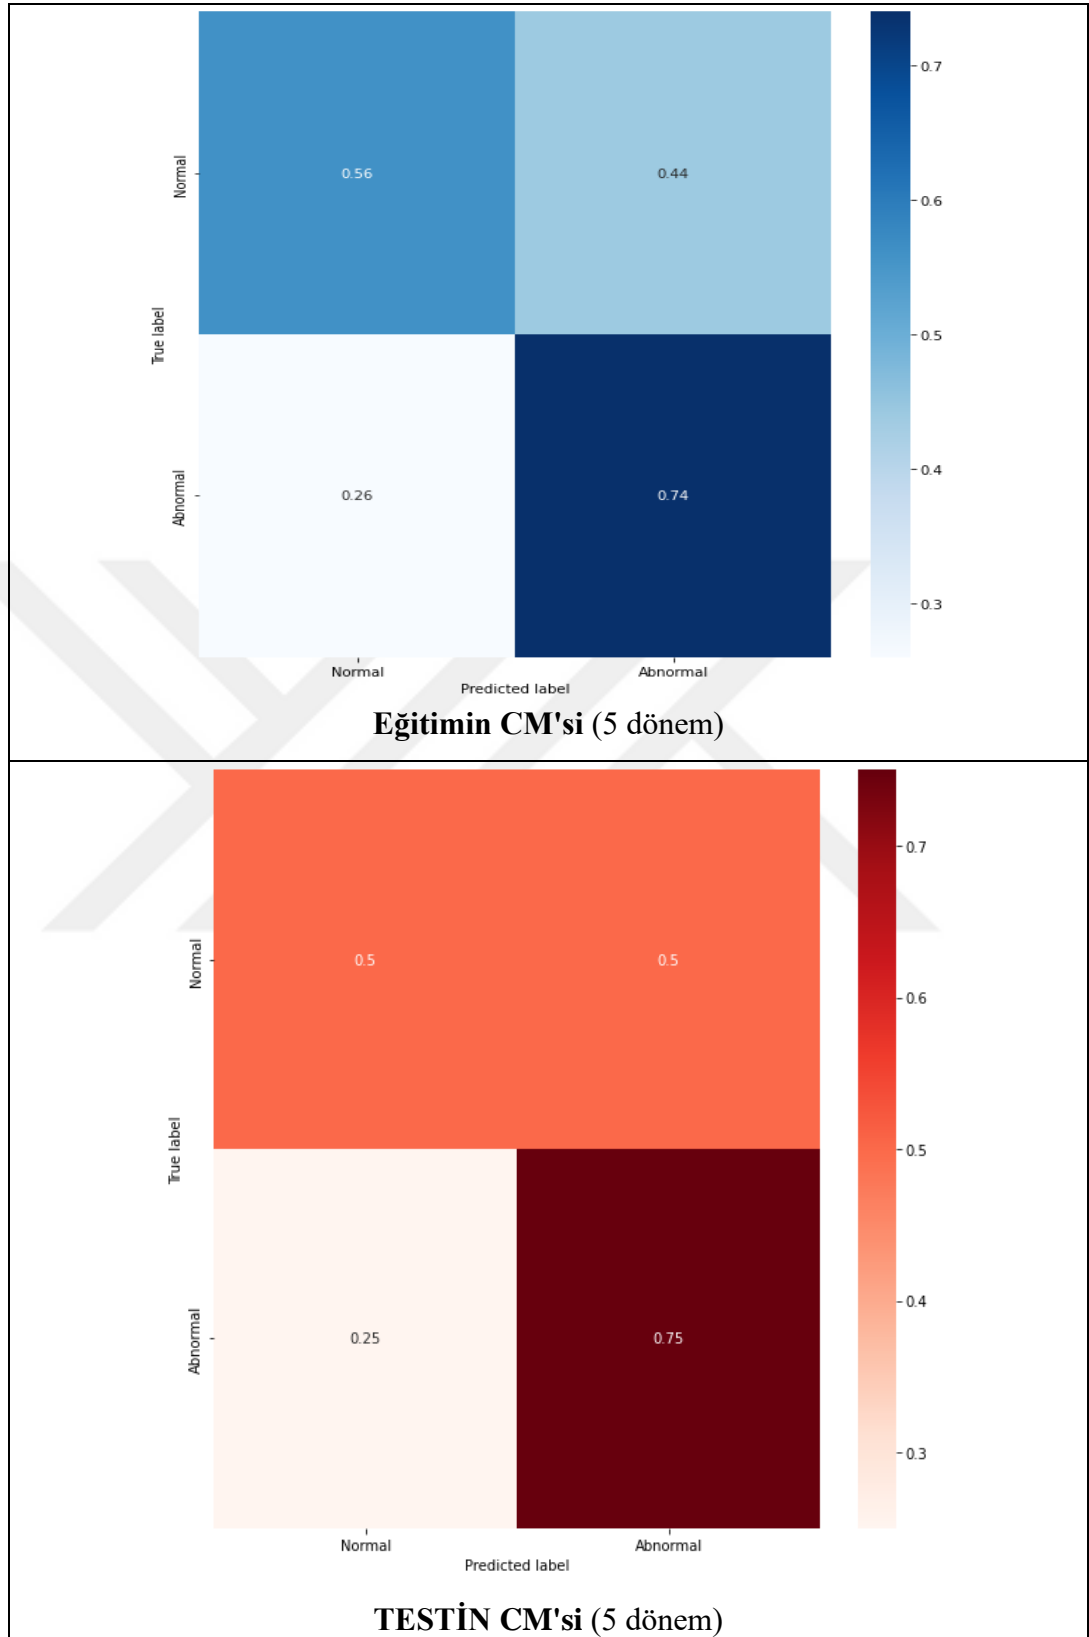 0.7
0.56
0.44
Normal
0.6
0.5
True label
0.4
0.26
0.74
Abnormal
0.3
Normal
Abnormal
Predicted label
Eğitimin CM'si (5 dönem)
0.7
Normal
0.5
0.5
0.6
True label
0.5
0.4
Abnormal
0.25
0.75
0.3
Normal
Abnormal
Predicted label
TESTİN CM'si (5 dönem)